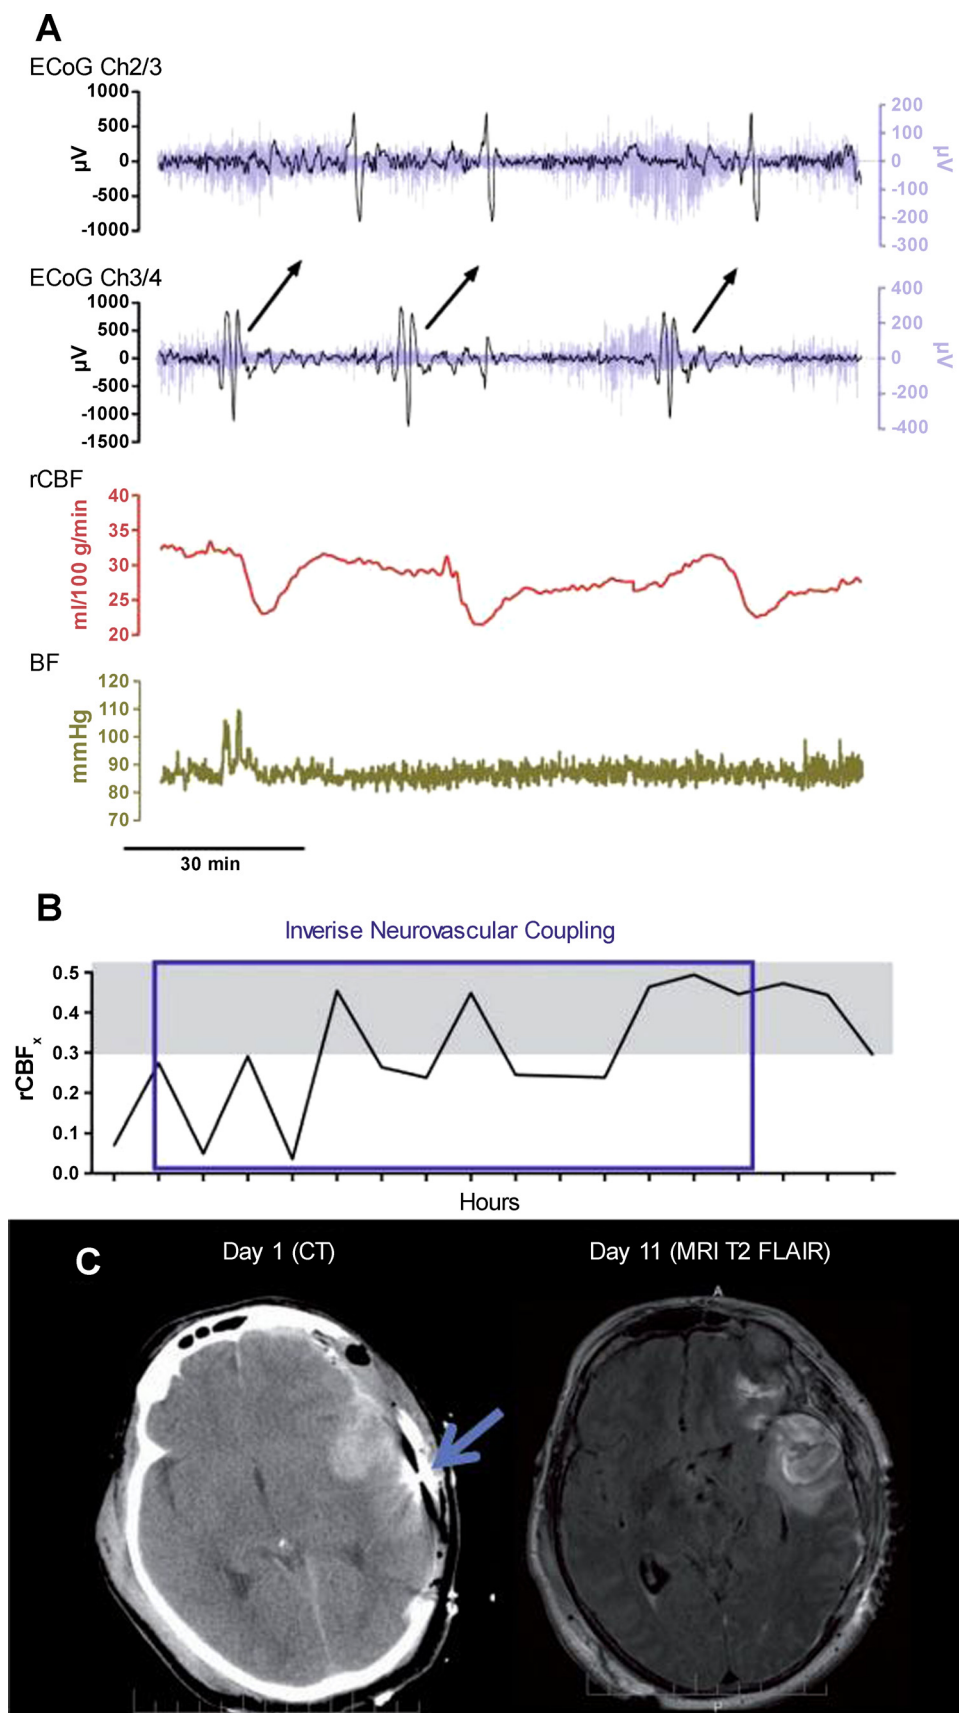 A
ECoG Ch2/3
1000
500
0
-500
-1000
µV
200
100
0
-100
-200
-300
µV
ECoG Ch3/4
1000
500
0
-500
-1000
-1500
µV
400
200
0
-200
-400
µV
rCBF
40
35
30
25
20
ml/100 g/min
BF
120
110
100
90
80
70
mmHg
30 min
B
Inverise Neurovascular Coupling
0.5
0.4
0.3
0.2
0.1
0.0
rCBFx
Hours
C
Day 1 (CT)
Day 11 (MRI T2 FLAIR)
A
P